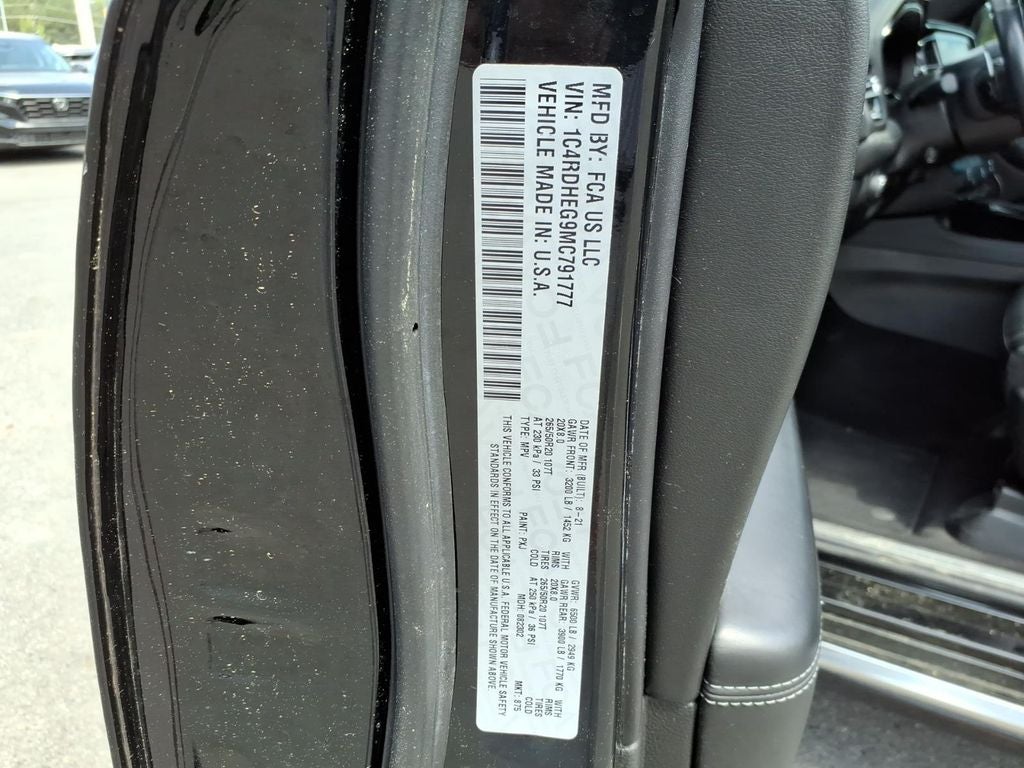 MFD BY: FCA US LLC
VIN: 1C4RDHEG9MC791777
VEHICLE MADE IN: U.S.A.
DATE OF MFR (BUILT): 8-21 GVWR: 6500 LB / 2949 KG
GAWR FRONT: 3200 LB / 1452 KG WITH GAWR REAR: 3900 LB / 1770 KG WITH
20X8.0 RIMS 20X8.0 RIMS
265/50R20 107T TIRES 265/50R20 107T TIRES
AT 230 kPa / 33 PSI COLD AT 250 kPa / 36 PSI COLD
TYPE: MPV PAINT: PXJ MDH: 082302 MKT: 875
THIS VEHICLE CONFORMS TO ALL APPLICABLE U.S.A. FEDERAL MOTOR VEHICLE SAFETY
STANDARDS IN EFFECT ON THE DATE OF MANUFACTURE SHOWN ABOVE.